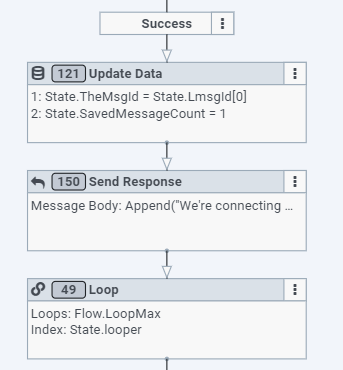 Success
121 Update Data
1: State.TheMsgId = State.LmsgId[0]
2: State.SavedMessageCount = 1
150 Send Response
Message Body: Append("We're connecting ...
49 Loop
Loops: Flow.LoopMax
Index: State.looper